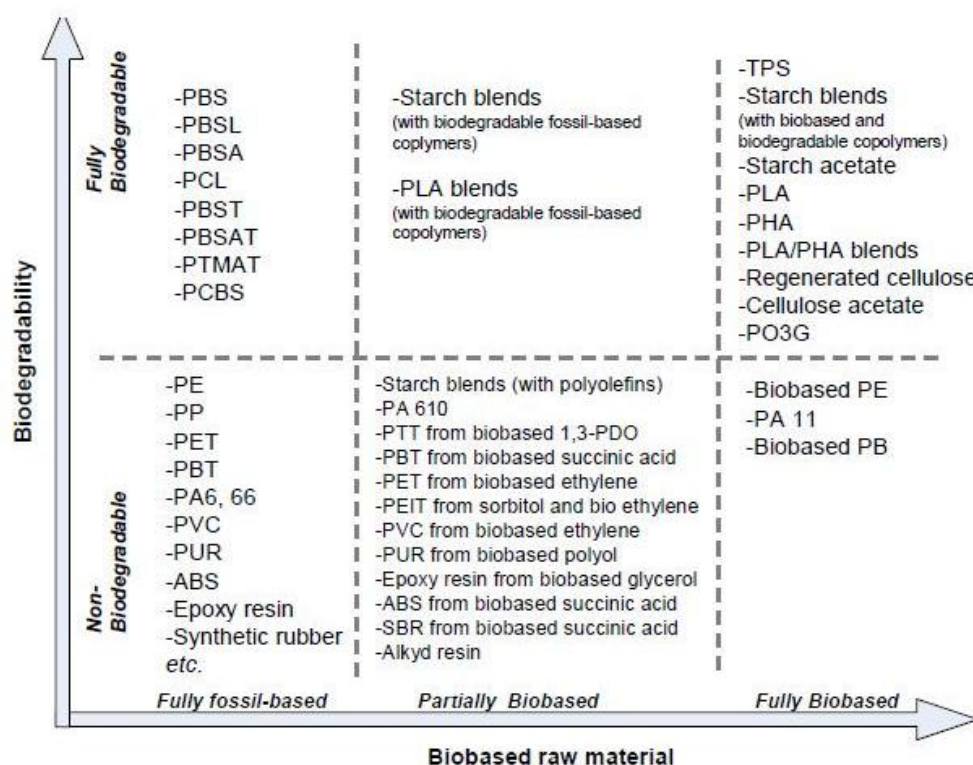 Biodegradability
Fully
Biodegradable
-PBS
-PBSL
-PBSA
-PCL
-PBST
-PBSAT
-PTMAT
-PCBS
-Starch blends
(with biodegradable fossil-based
coplymers)
-PLA blends
(with biodegradable fossil-based
copolymers)
-TPS
-Starch blends
(with biobased and
biodegradable copolymers)
-Starch acetate
-PLA
-PHA
-PLA/PHA blends
-Regenerated cellulose
-Cellulose acetate
-PO3G
Non-
Biodegradable
-PE
-PP
-PET
-PBT
-PA6, 66
-PVC
-PUR
-ABS
-Epoxy resin
-Synthetic rubber
etc.
-Starch blends (with polyolefins)
-PA 610
-PTT from biobased 1,3-PDO
-PBT from biobased succinic acid
-PET from biobased ethylene
-PEIT from sorbitol and bio ethylene
-PVC from biobased ethylene
-PUR from biobased polyol
-Epoxy resin from biobased glycerol
-ABS from biobased succinic acid
-SBR from biobased succinic acid
-Alkyd resin
-Biobased PE
-PA 11
-Biobased PB
Fully fossil-based
Partially Biobased
Fully Biobased
Biobased raw material